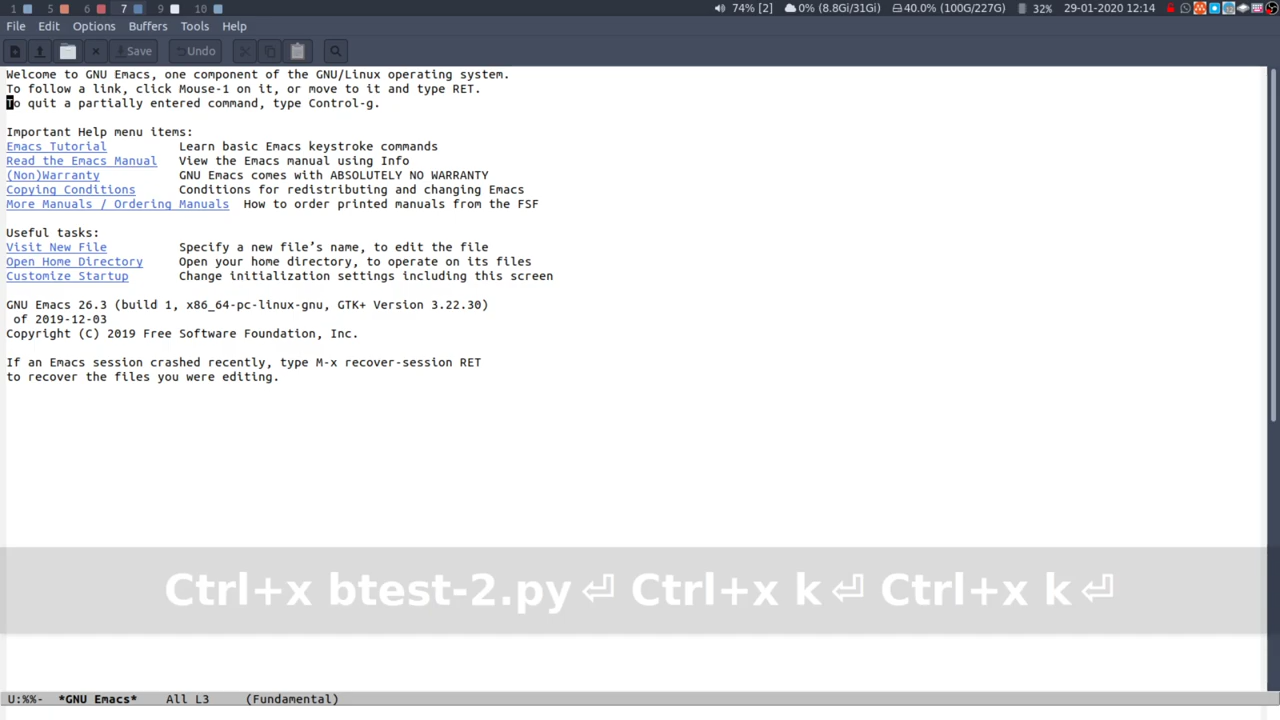 1 5 6 7 9 10 74% [2] 0% (8.8Gi/31Gi) 40.0% (100G/227G) 32% 29-01-2020 12:14
File Edit Options Buffers Tools Help
Save Undo
Welcome to GNU Emacs, one component of the GNU/Linux operating system.
To follow a link, click Mouse-1 on it, or move to it and type RET.
To quit a partially entered command, type Control-g.
Important Help menu items:
Emacs Tutorial Learn basic Emacs keystroke commands
Read the Emacs Manual View the Emacs manual using Info
(Non)Warranty GNU Emacs comes with ABSOLUTELY NO WARRANTY
Copying Conditions Conditions for redistributing and changing Emacs
More Manuals / Ordering Manuals How to order printed manuals from the FSF
Useful tasks:
Visit New File Specify a new file’s name, to edit the file
Open Home Directory Open your home directory, to operate on its files
Customize Startup Change initialization settings including this screen
GNU Emacs 26.3 (build 1, x86_64-pc-linux-gnu, GTK+ Version 3.22.30)
of 2019-12-03
Copyright (C) 2019 Free Software Foundation, Inc.
If an Emacs session crashed recently, type M-x recover-session RET
to recover the files you were editing.
Ctrl+x btest-2.py⏎ Ctrl+x k⏎ Ctrl+x k⏎
U:%%- *GNU Emacs* All L3 (Fundamental)